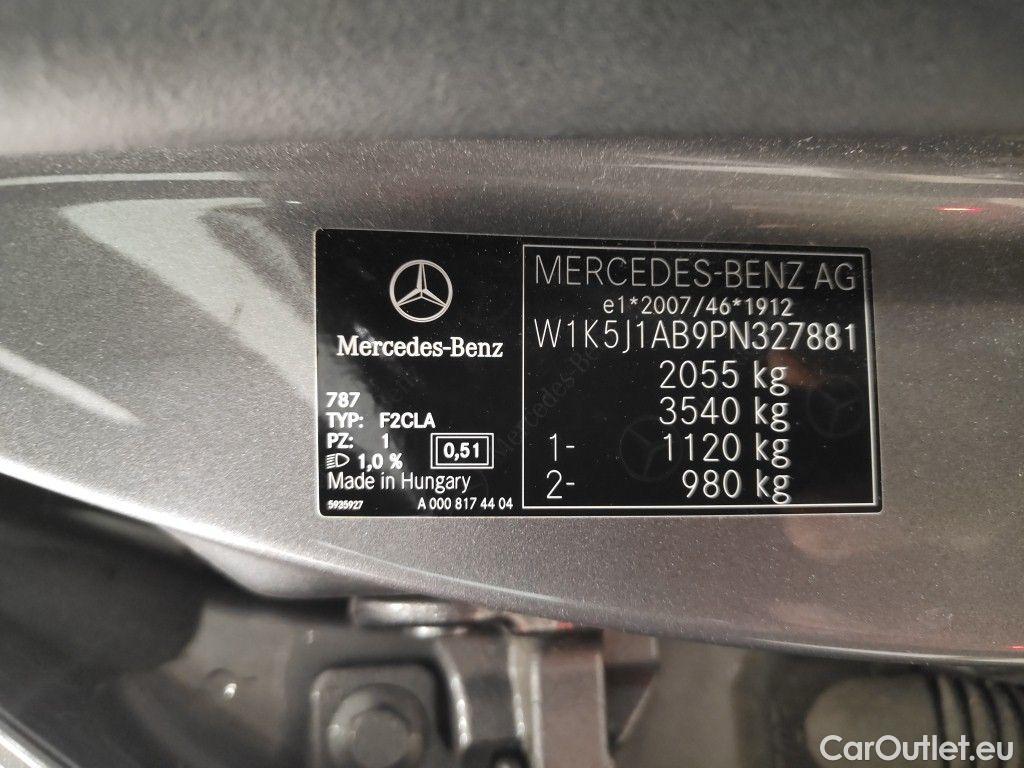 Mercedes-Benz
787
TYP: F2CLA
PZ: 1
1,0 %
0,51
Made in Hungary
5935927
A 000 817 44 04
MERCEDES-BENZ AG
e1*2007/46*1912
W1K5J1AB9PN327881
2055 kg
3540 kg
1- 1120 kg
2- 980 kg
CarOutlet.eu